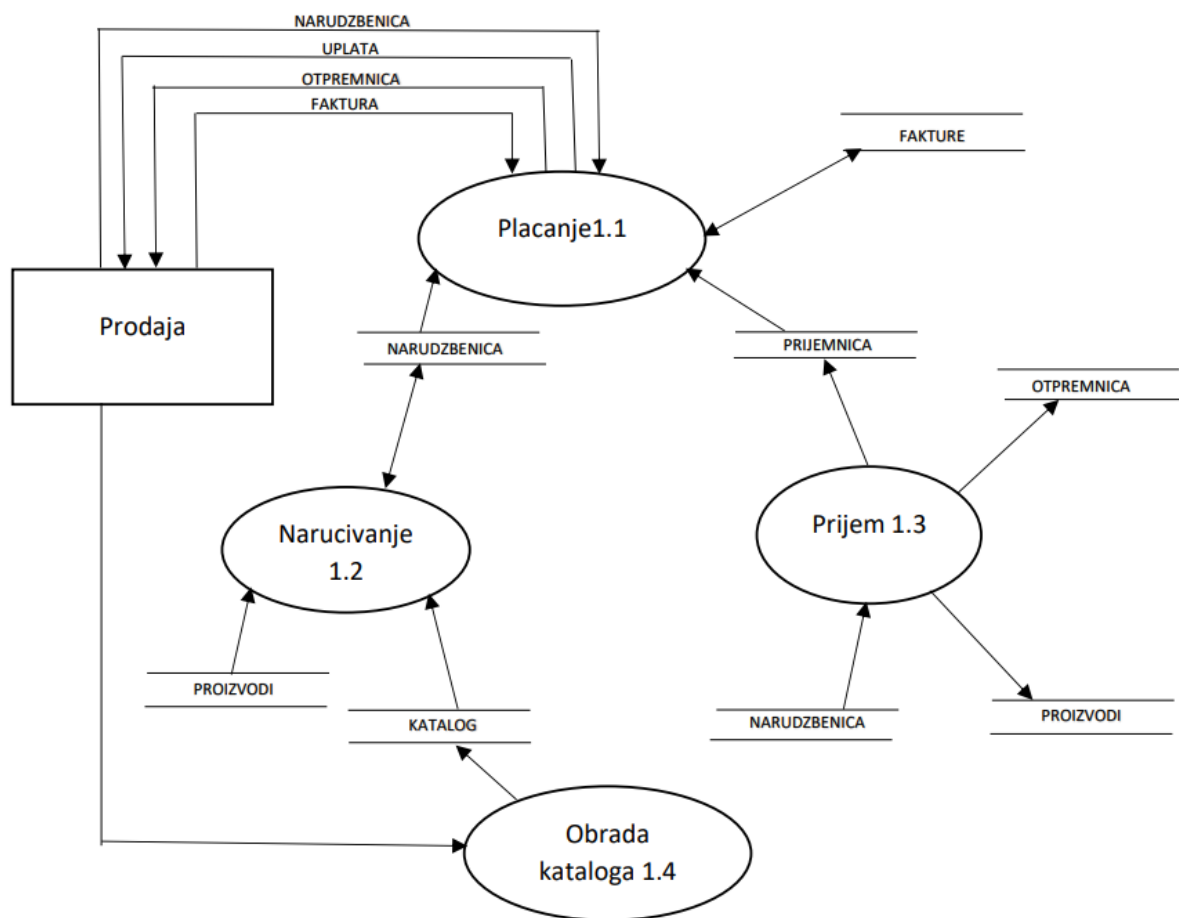 NARUDZBENICA
UPLATA
OTPREMNICA
FAKTURA
FAKTURE
Placanje1.1
Prodaja
NARUDZBENICA
PRIJEMNICA
OTPREMNICA
Narucivanje
1.2
Prijem 1.3
PROIZVODI
KATALOG
NARUDZBENICA
PROIZVODI
Obrada
kataloga 1.4